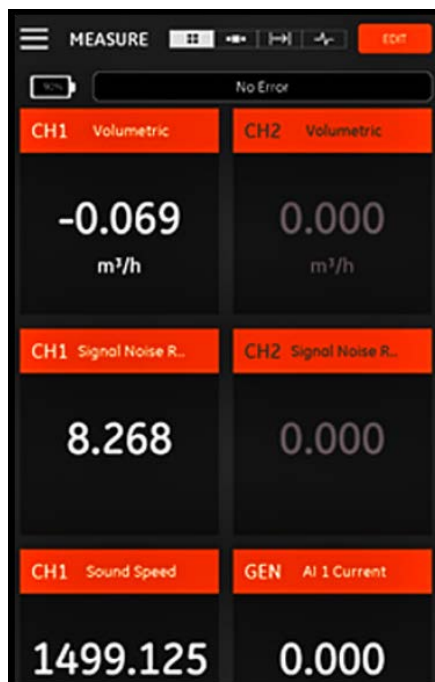 MEASURE EDIT
90% No Error
CH1 Volumetric CH2 Volumetric
-0.069 0.000
m³/h m³/h
CH1 Signal Noise R.. CH2 Signal Noise R..
8.268 0.000
CH1 Sound Speed GEN AI 1 Current
1499.125 0.000